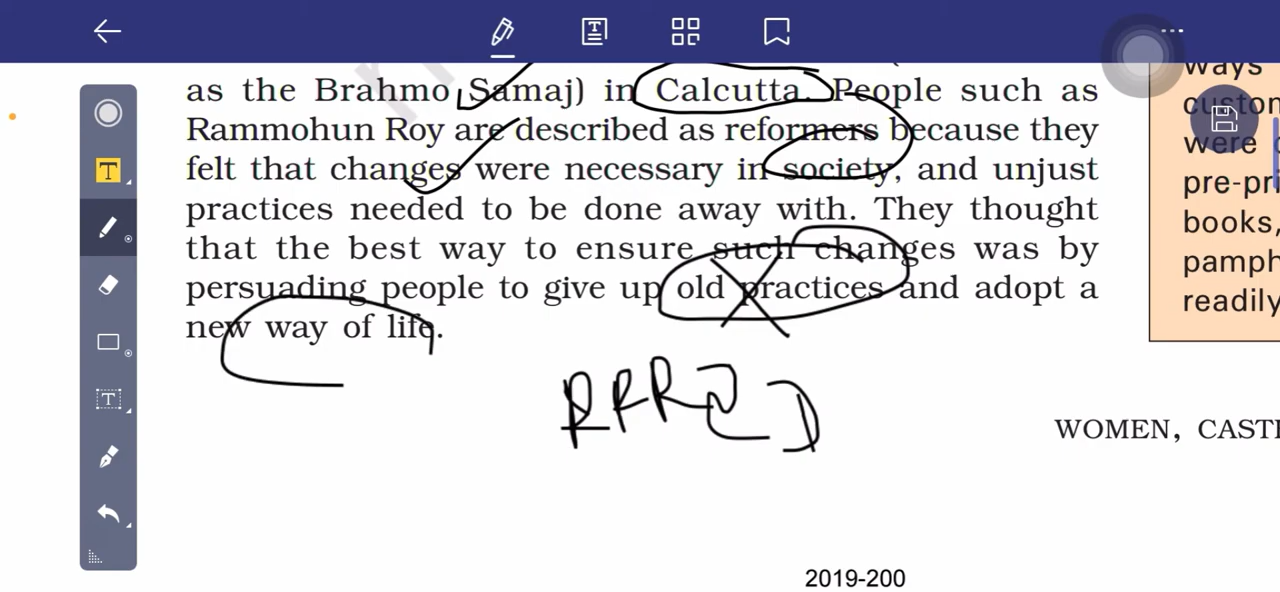 as the Brahmo Samaj) in Calcutta. People such as
Rammohun Roy are described as reformers because they
felt that changes were necessary in society, and unjust
practices needed to be done away with. They thought
that the best way to ensure such changes was by
persuading people to give up old practices and adopt a
new way of life.
RRR
ways
custom
were
pre-pri
books,
pamph
readily
WOMEN, CASTE
2019-200
T
T